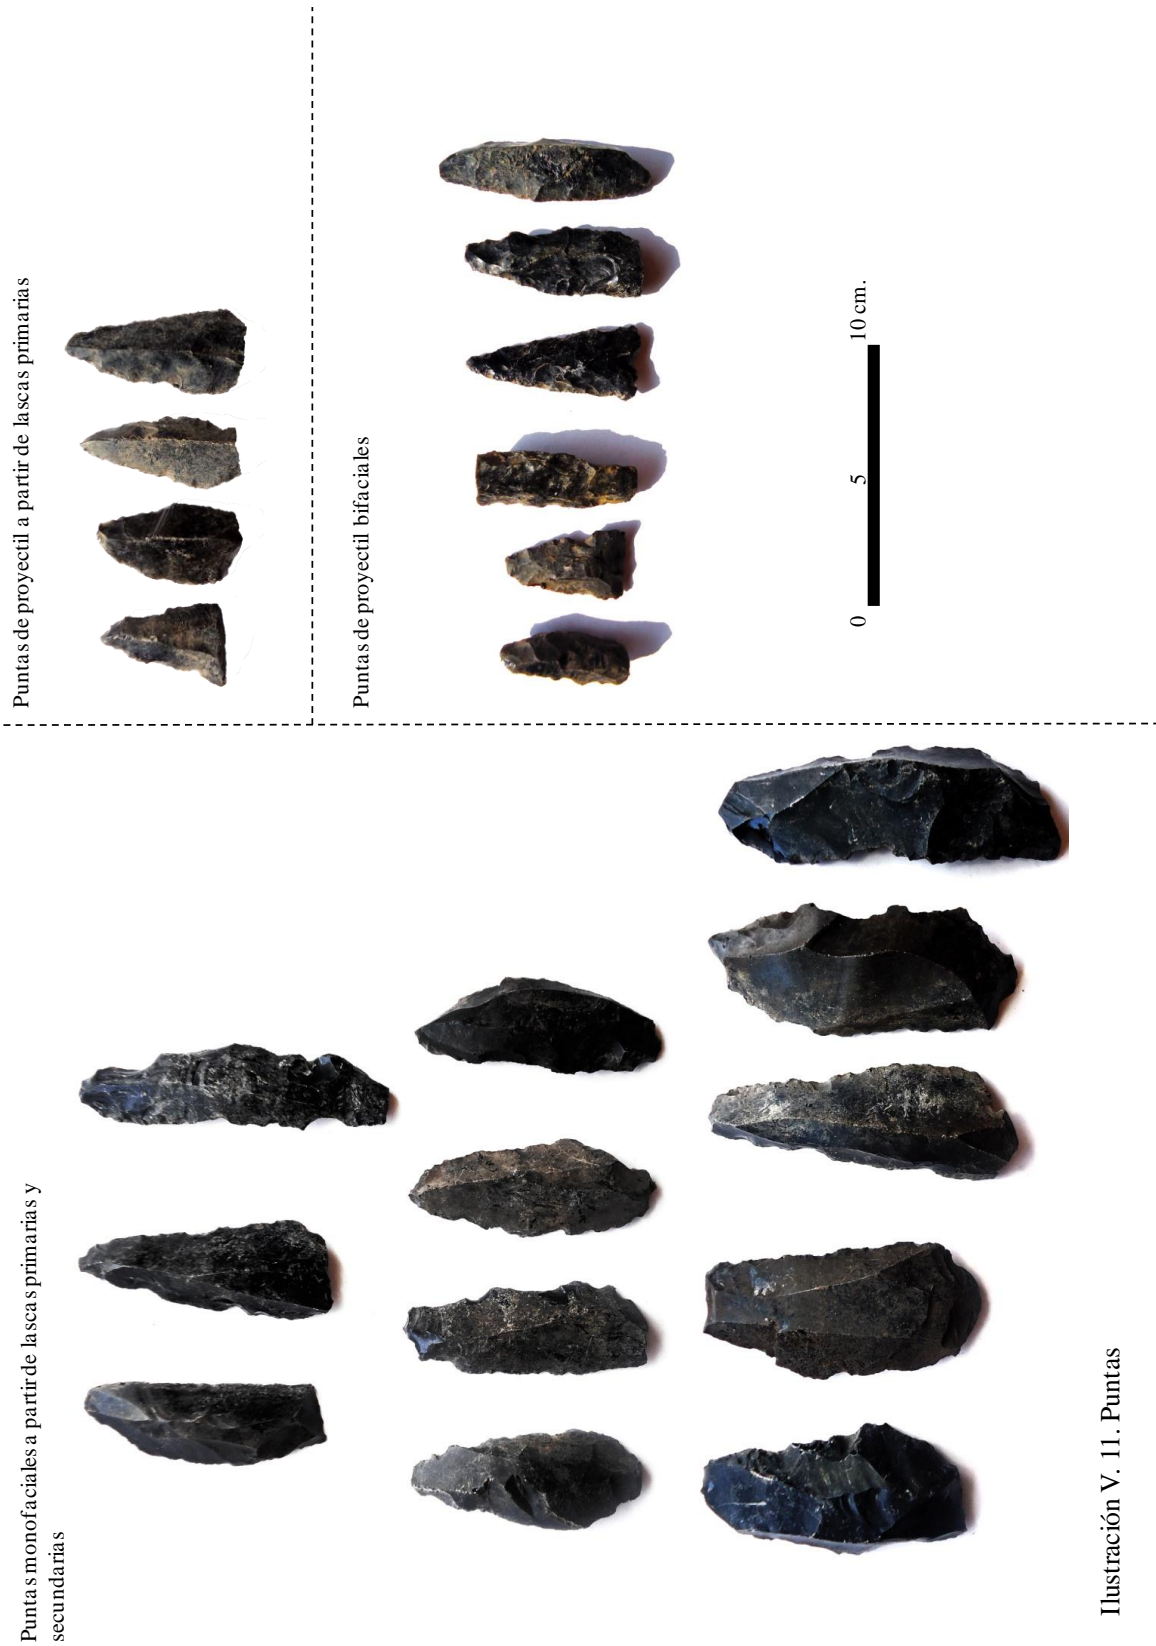 Puntas monofaciales a partir de lascas primarias y
secundarias
Puntas de proyectil a partir de lascas primarias
Puntas de proyectil bifaciales
0 5 10 cm.
Ilustración V. 11. Puntas